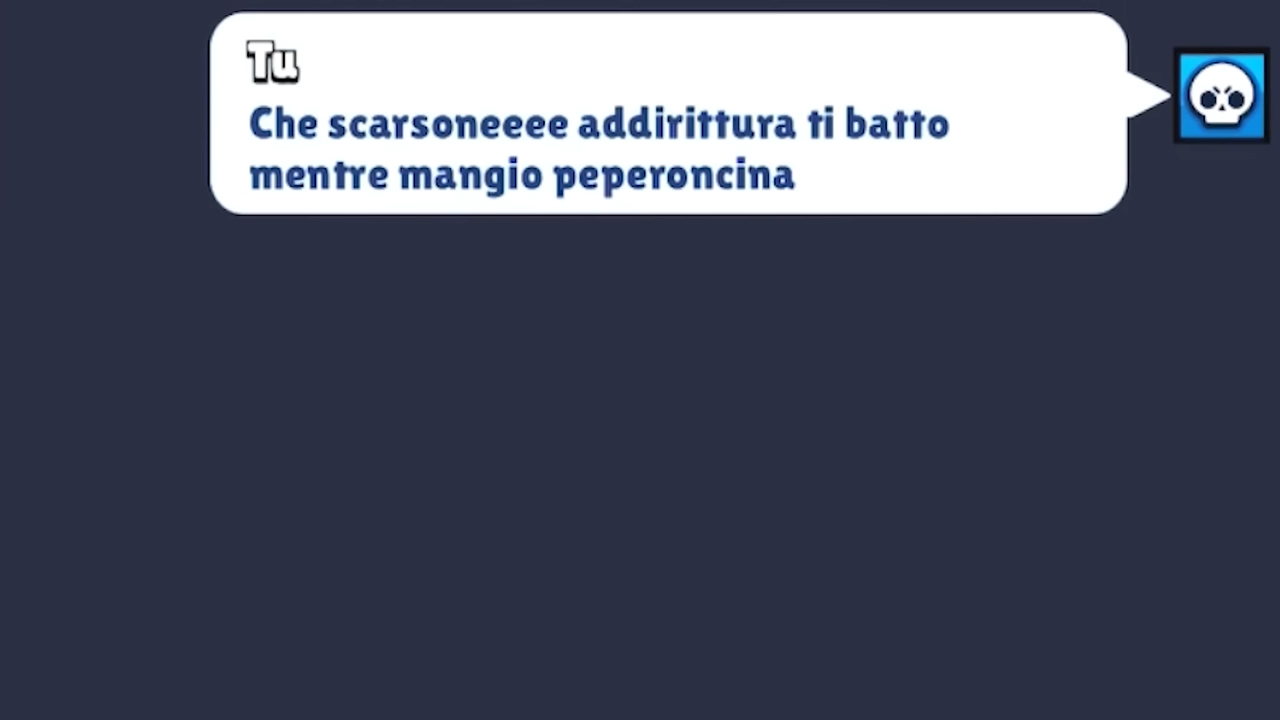 Tu
Che scarsoneeee addirittura ti batto
mentre mangio peperoncina